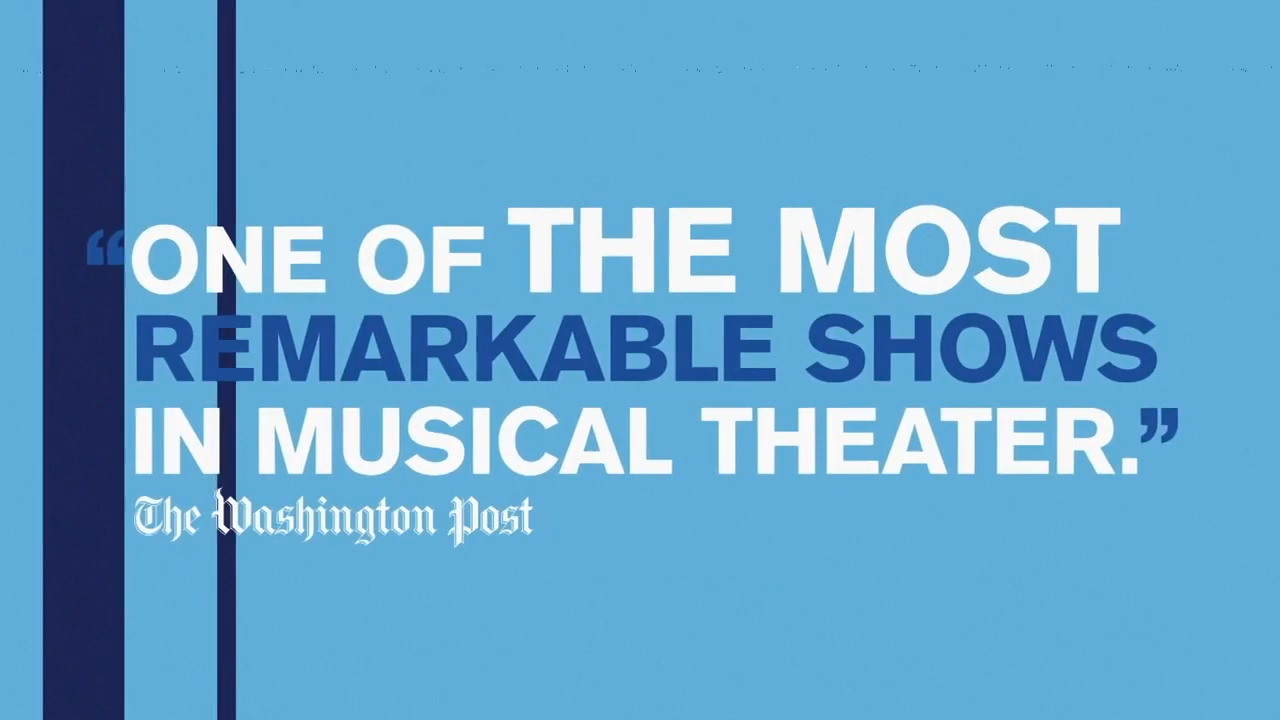 “ONE OF THE MOST
REMARKABLE SHOWS
IN MUSICAL THEATER.”
The Washington Post